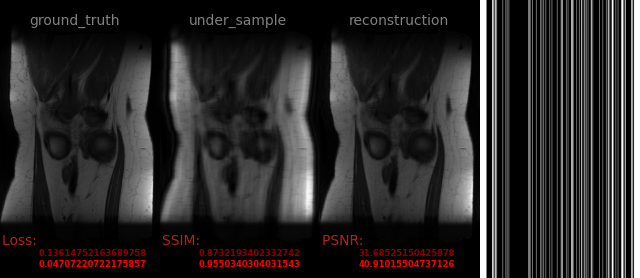 ground_truth under_sample reconstruction
Loss: SSIM: PSNR:
0.13614752163689758 0.8732193402332742 31.68525150425878
0.04707220722175857 0.9550340304031543 40.91015504737126